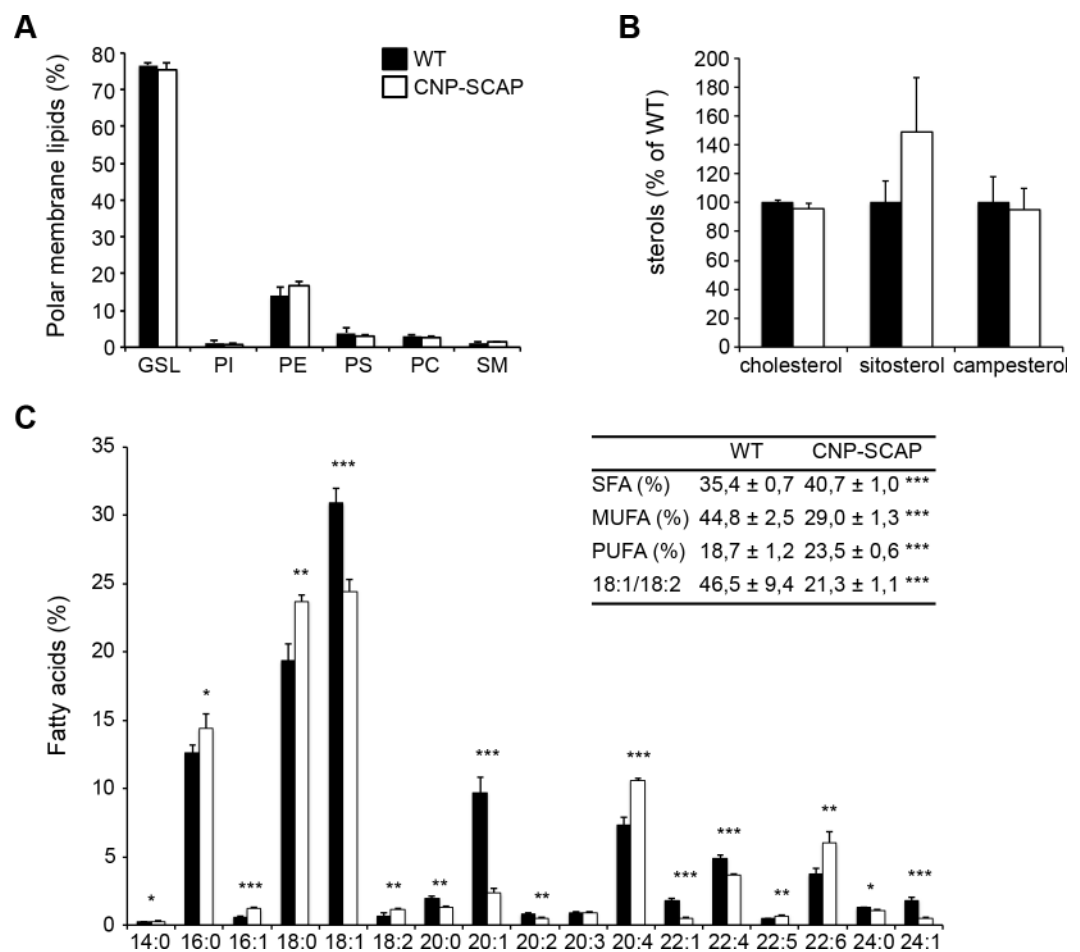 A
Polar membrane lipids (%)
80
70
60
50
40
30
20
10
0
GSL PI PE PS PC SM
WT
CNP-SCAP
B
sterols (% of WT)
200
180
160
140
120
100
80
60
40
20
0
cholesterol sitosterol campesterol
C
Fatty acids (%)
35
30
25
20
15
10
5
0
* * *** ** *** ** ** *** ** *** *** *** ** ** * ***
14:0 16:0 16:1 18:0 18:1 18:2 20:0 20:1 20:2 20:3 20:4 22:1 22:4 22:5 22:6 24:0 24:1
WT CNP-SCAP
SFA (%) 35,4 ± 0,7 40,7 ± 1,0 ***
MUFA (%) 44,8 ± 2,5 29,0 ± 1,3 ***
PUFA (%) 18,7 ± 1,2 23,5 ± 0,6 ***
18:1/18:2 46,5 ± 9,4 21,3 ± 1,1 ***